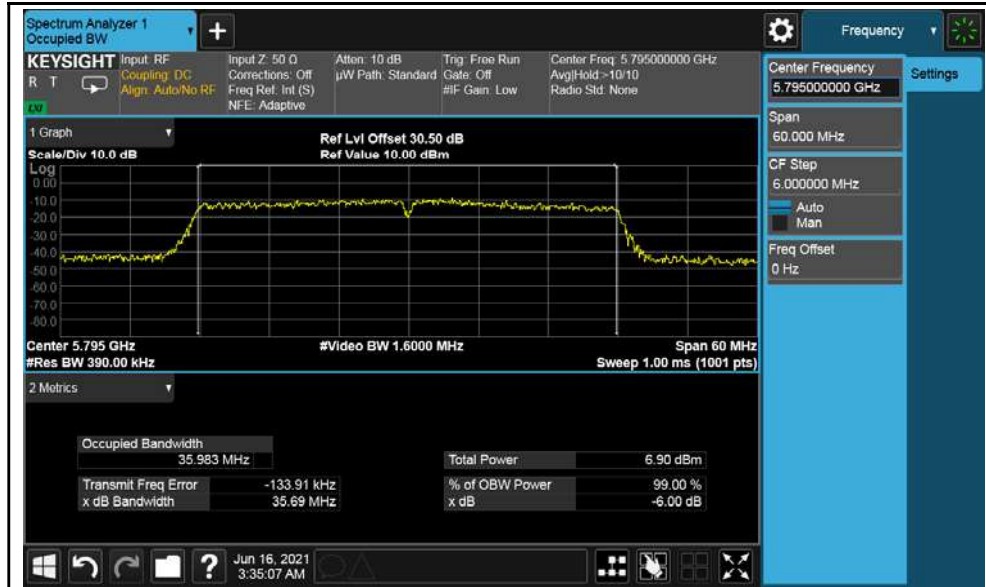 Spectrum Analyzer 1
Occupied BW
+
Frequency
KEYSIGHT
R T
LXI
Input: RF
Coupling: DC
Align: Auto/No RF
Input Z: 50 Ω
Corrections: Off
Freq Ref: Int (S)
NFE: Adaptive
Atten: 10 dB
µW Path: Standard
Trig: Free Run
Gate: Off
#IF Gain: Low
Center Freq: 5.795000000 GHz
Avg|Hold:>10/10
Radio Std: None
Center Frequency
5.795000000 GHz
Settings
Span
60.000 MHz
CF Step
6.000000 MHz
Auto
Man
Freq Offset
0 Hz
1 Graph
Scale/Div 10.0 dB
Ref Lvl Offset 30.50 dB
Ref Value 10.00 dBm
Log
0.00
-10.0
-20.0
-30.0
-40.0
-50.0
-60.0
-70.0
-80.0
Center 5.795 GHz
#Video BW 1.6000 MHz
Span 60 MHz
#Res BW 390.00 kHz
Sweep 1.00 ms (1001 pts)
2 Metrics
Occupied Bandwidth
35.983 MHz
Total Power 6.90 dBm
Transmit Freq Error -133.91 kHz
% of OBW Power 99.00 %
x dB Bandwidth 35.69 MHz
x dB -6.00 dB
?
Jun 16, 2021
3:35:07 AM